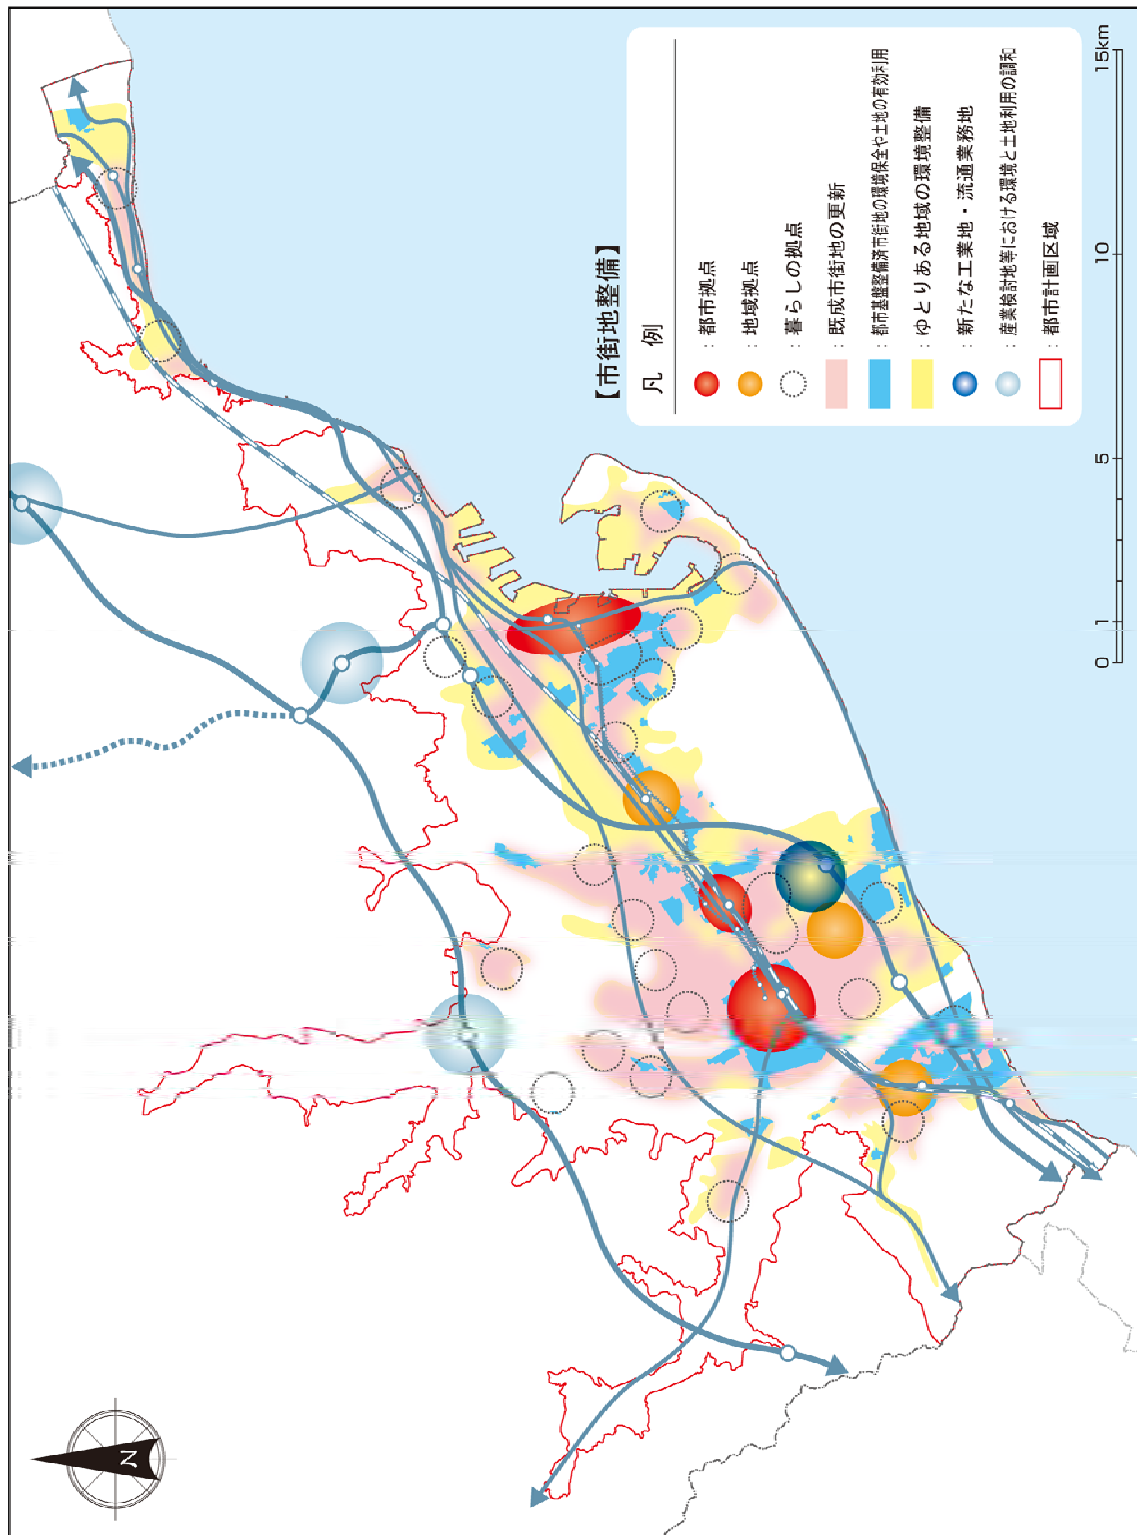 【市街地整備】
凡 例
:都市拠点
:地域拠点
:暮らしの拠点
:既成市街地の更新
:都市基盤整備済市街地の環境保全や土地の有効利用
:ゆとりある地域の環境整備
:新たな工業地・流通業務地
:産業検討地等における環境と土地利用の調和
:都市計画区域
0 1 5 10 15km
N